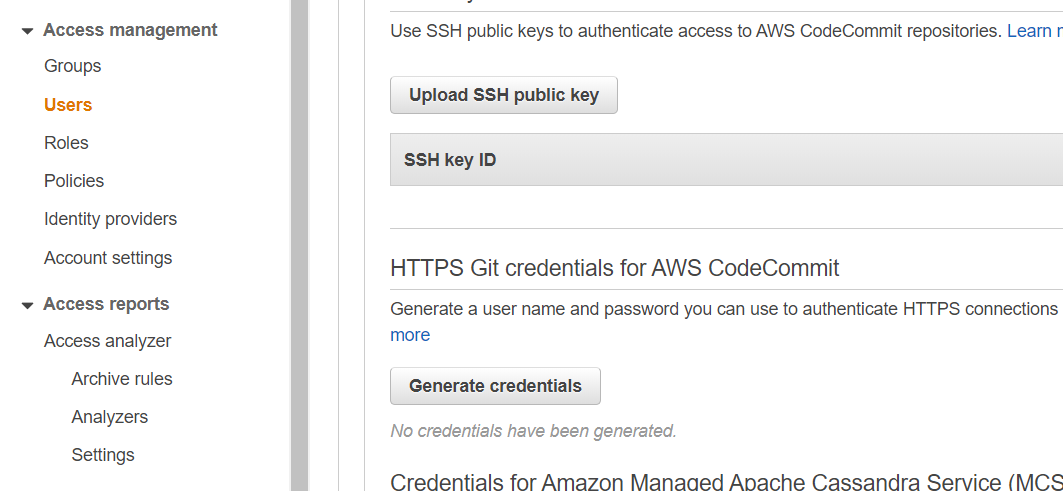 Access management
Groups
Users
Roles
Policies
Identity providers
Account settings
Access reports
Access analyzer
Archive rules
Analyzers
Settings
Use SSH public keys to authenticate access to AWS CodeCommit repositories. Learn
Upload SSH public key
SSH key ID
HTTPS Git credentials for AWS CodeCommit
Generate a user name and password you can use to authenticate HTTPS connections
more
Generate credentials
No credentials have been generated.
Credentials for Amazon Managed Apache Cassandra Service (MCS